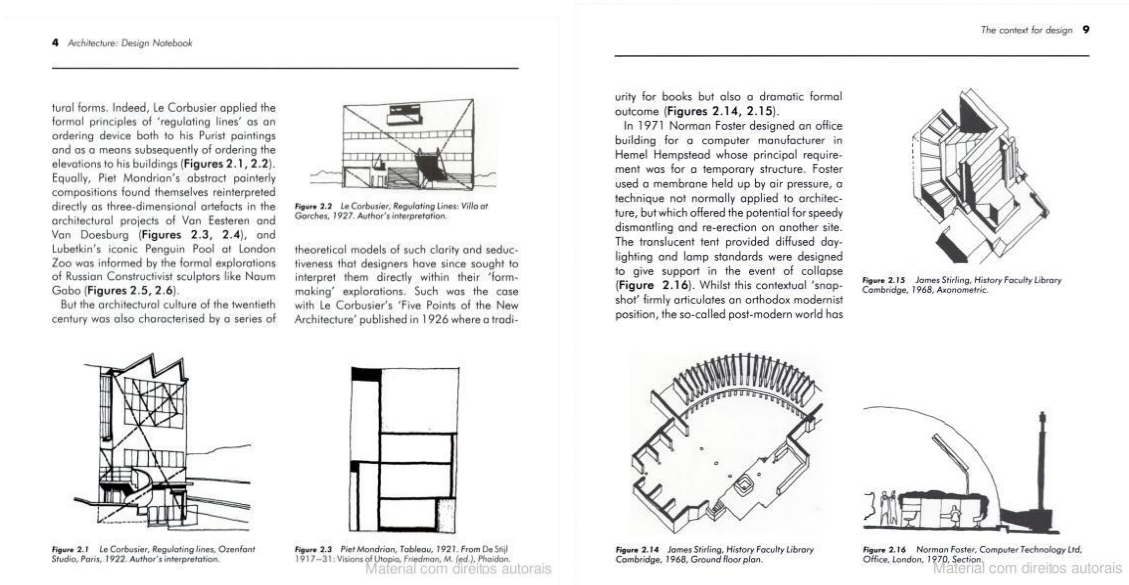 4 Architecture: Design Notebook
tural forms. Indeed, Le Corbusier applied the
formal principles of 'regulating lines' as an
ordering device both to his Purist paintings
and as a means subsequently of ordering the
elevations to his buildings (Figures 2.1, 2.2).
Equally, Piet Mondrian's abstract painterly
compositions found themselves reinterpreted
directly as three-dimensional artefacts in the
architectural projects of Van Eesteren and
Van Doesburg (Figures 2.3, 2.4), and
Lubetkin's iconic Penguin Pool at London
Zoo was informed by the formal explorations
of Russian Constructivist sculptors like Naum
Gabo (Figures 2.5, 2.6).
But the architectural culture of the twentieth
century was also characterised by a series of
Figure 2.1 Le Corbusier, Regulating lines, Ozenfant
Studio, Paris, 1922. Author's interpretation.
Figure 2.2 Le Corbusier, Regulating Lines: Villa at
Garches, 1927. Author's interpretation.
theoretical models of such clarity and seduc-
tiveness that designers have since sought to
interpret them directly within their 'form-
making' explorations. Such was the case
with Le Corbusier's 'Five Points of the New
Architecture' published in 1926 where a tradi-
Figure 2.3 Piet Mondrian, Tableau, 1921. From De Stijl
1917–31: Visions of Utopia, Friedman, M. (ed.), Phaidon.
Material com direitos autorais
The context for design 9
urity for books but also a dramatic formal
outcome (Figures 2.14, 2.15).
In 1971 Norman Foster designed an office
building for a computer manufacturer in
Hemel Hempstead whose principal require-
ment was for a temporary structure. Foster
used a membrane held up by air pressure, a
technique not normally applied to architec-
ture, but which offered the potential for speedy
dismantling and re-erection on another site.
The translucent tent provided diffused day-
lighting and lamp standards were designed
to give support in the event of collapse
(Figure 2.16). Whilst this contextual 'snap-
shot' firmly articulates an orthodox modernist
position, the so-called post-modern world has
Figure 2.14 James Stirling, History Faculty Library
Cambridge, 1968, Ground floor plan.
Figure 2.15 James Stirling, History Faculty Library
Cambridge, 1968, Axonometric.
Figure 2.16 Norman Foster, Computer Technology Ltd,
Office, London, 1970, Section.
Material com direitos autorais